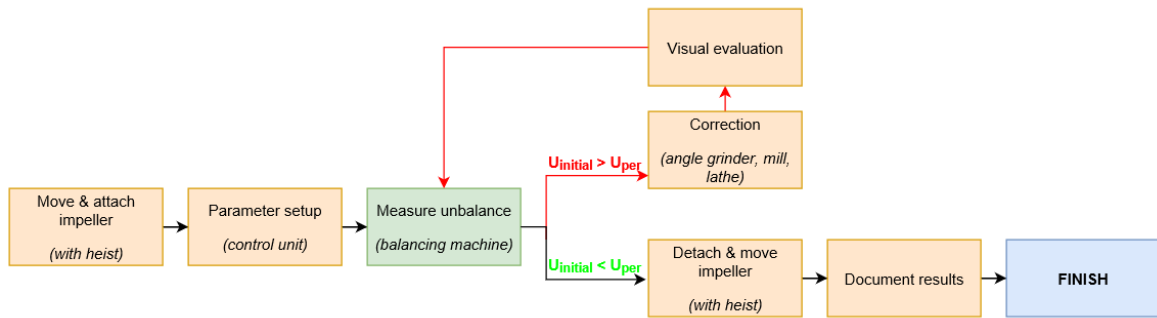 Visual evaluation
Correction
(angle grinder, mill,
lathe)
Uinitial > Uper
Move & attach
impeller
(with heist)
Parameter setup
(control unit)
Measure unbalance
(balancing machine)
Uinitial < Uper
Detach & move
impeller
(with heist)
Document results
FINISH